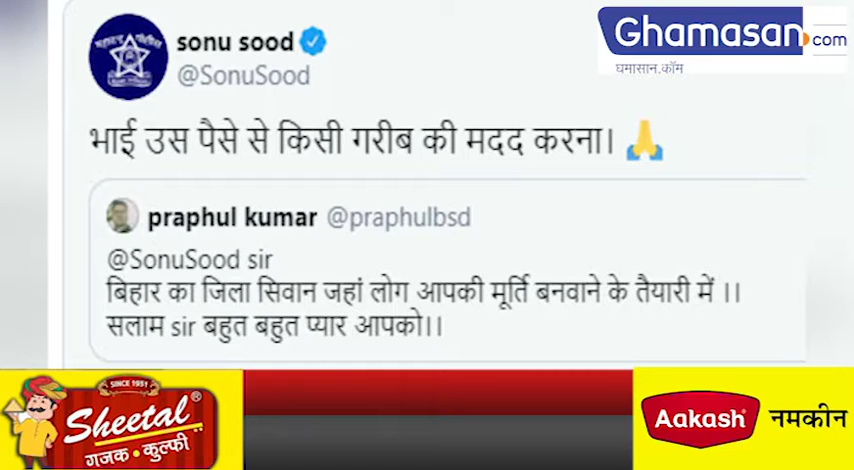 sonu sood
@SonuSood
Ghamasan.com
घमासान.कॉम
भाई उस पैसे से किसी गरीब की मदद करना। 🙏
praphul kumar @praphulbsd
@SonuSood sir
बिहार का जिला सिवान जहां लोग आपकी मूर्ति बनवाने के तैयारी में ।।
सलाम sir बहुत बहुत प्यार आपको।।
SINCE 1951
Sheetal®
गजक • कुल्फी
Aakash® नमकीन